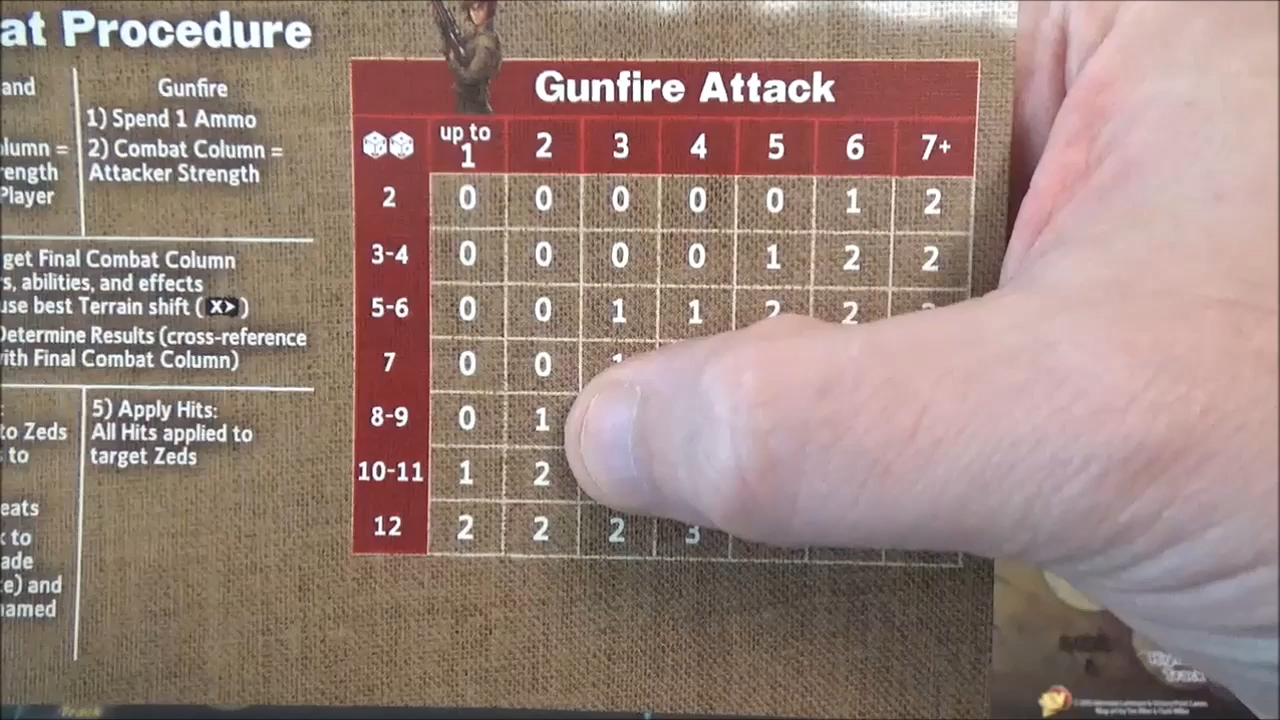 at Procedure
and
lumn =
rength
Player
Gunfire
1) Spend 1 Ammo
2) Combat Column =
Attacker Strength
get Final Combat Column
s, abilities, and effects
use best Terrain shift ( X> )
Determine Results (cross-reference
with Final Combat Column)
to Zeds
to
eats
k to
ade
e) and
named
5) Apply Hits:
All Hits applied to
target Zeds
Gunfire Attack
up to 1 2 3 4 5 6 7+
2 0 0 0 0 0 1 2
3-4 0 0 0 0 1 2 2
5-6 0 0 1 1 2 2
7 0 0 1
8-9 0 1
10-11 1 2
12 2 2 2 3
Track
Track